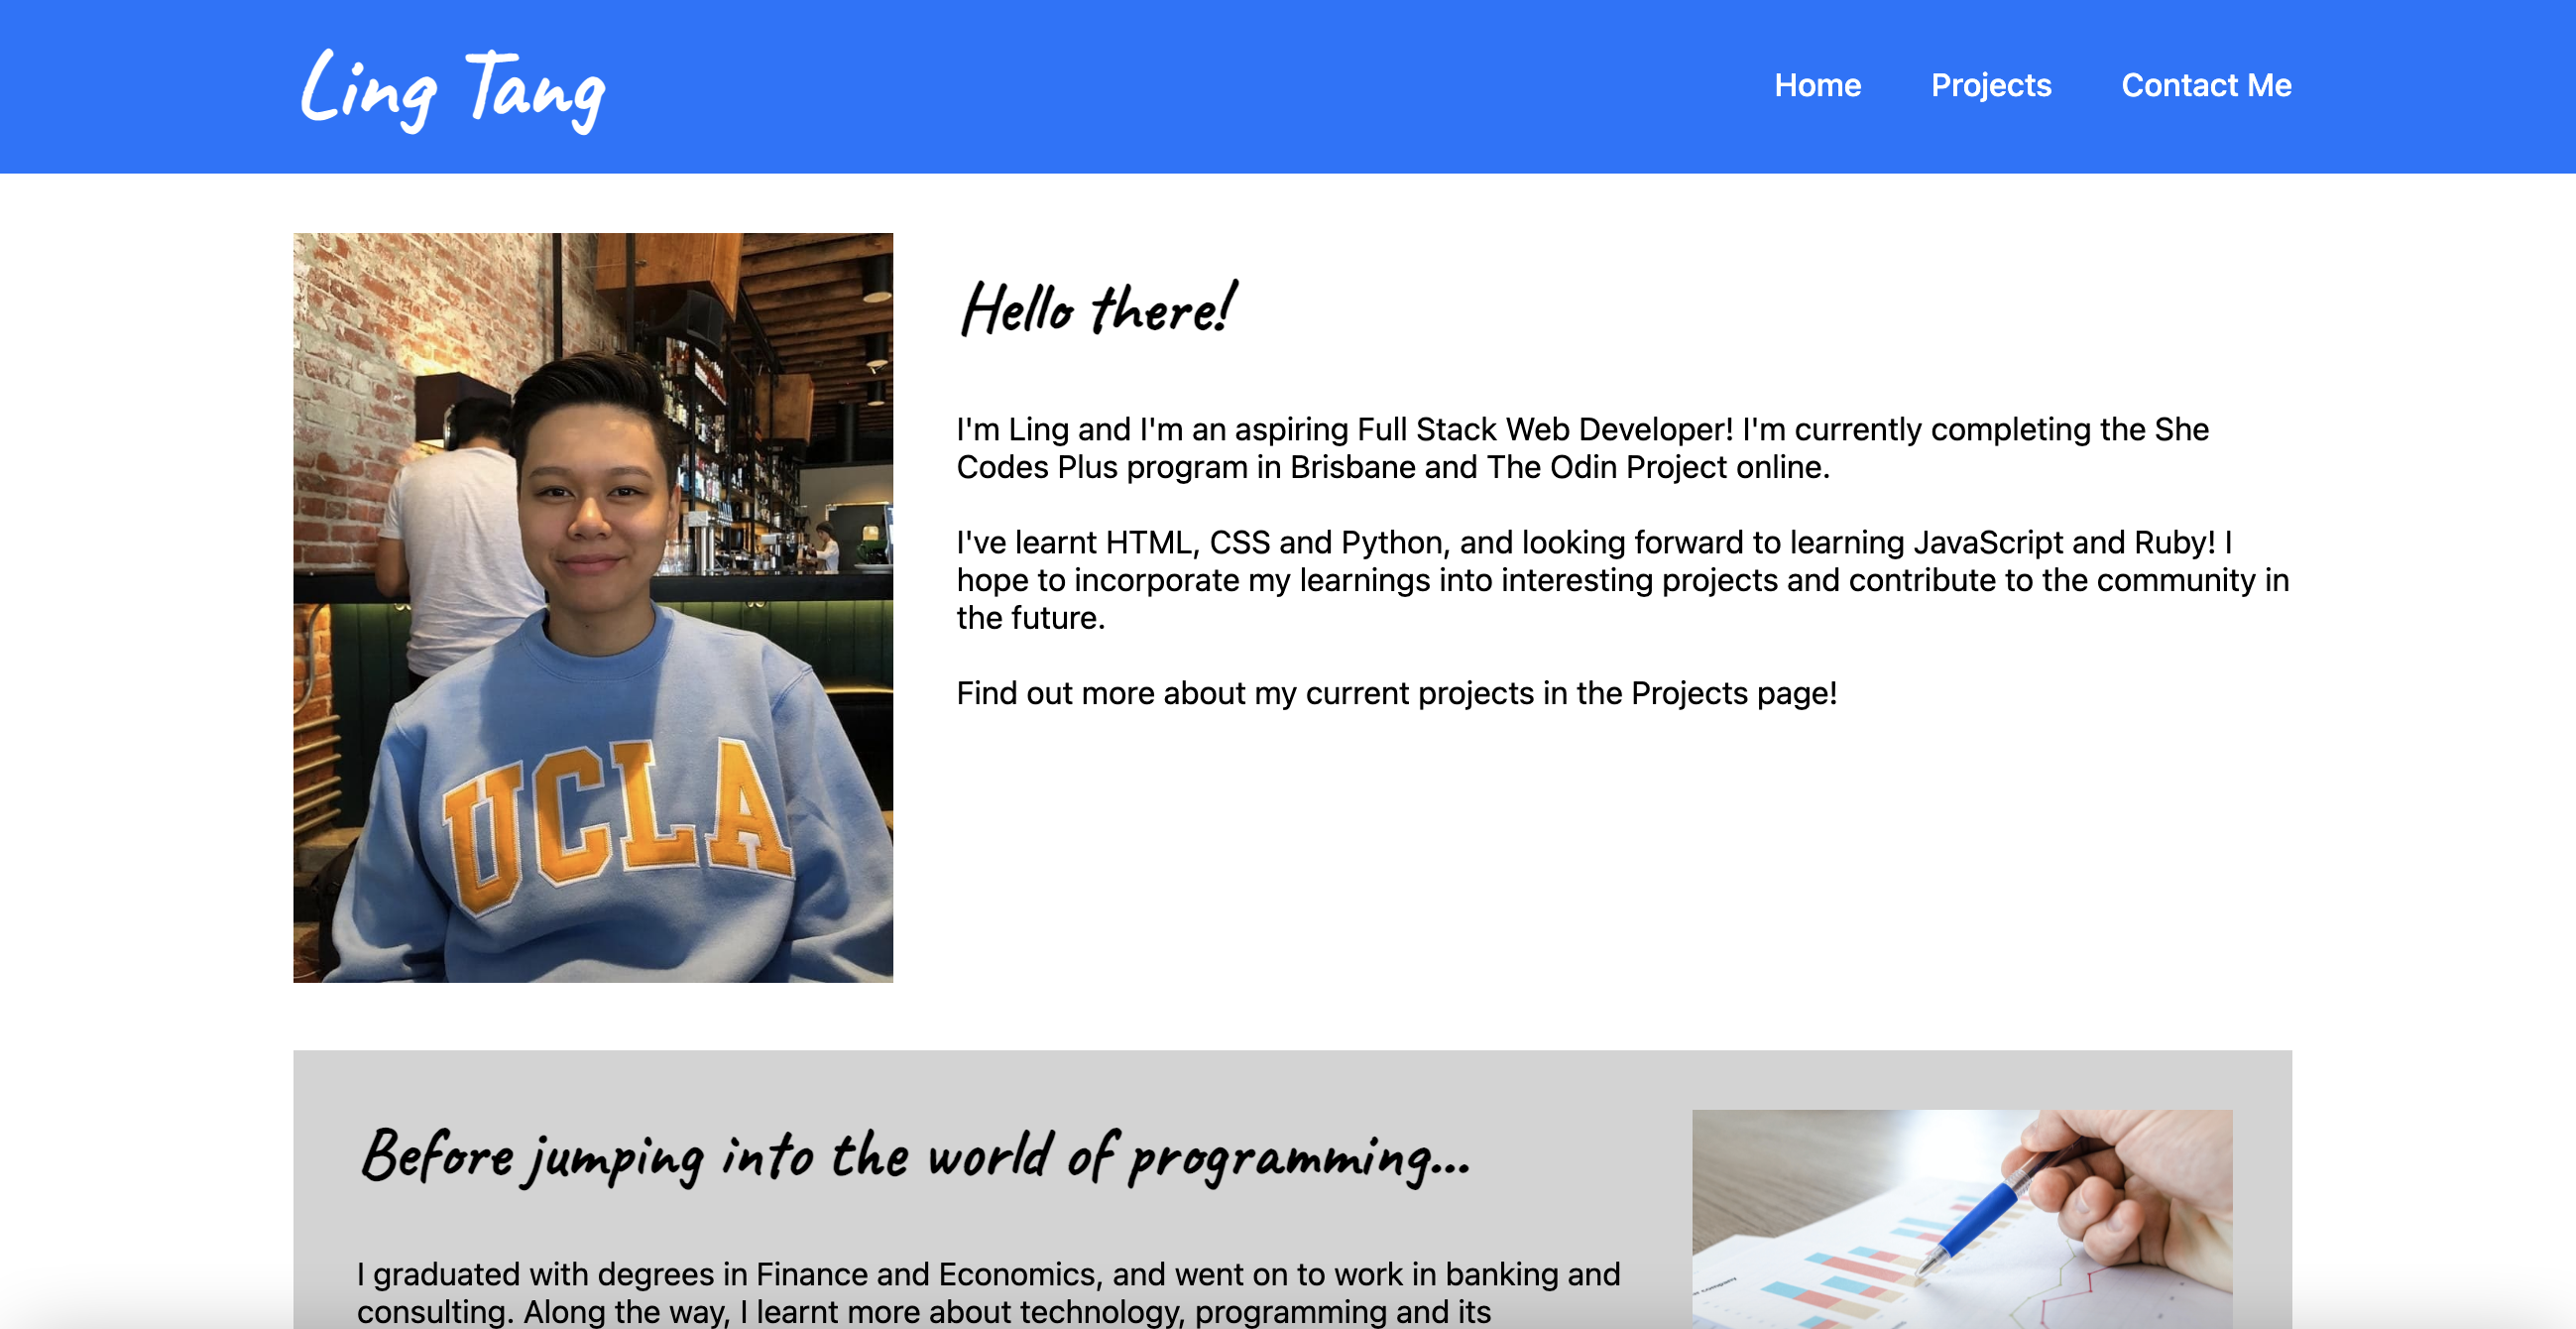 Ling Tang
Home Projects Contact Me
Hello there!
I'm Ling and I'm an aspiring Full Stack Web Developer! I'm currently completing the She
Codes Plus program in Brisbane and The Odin Project online.
I've learnt HTML, CSS and Python, and looking forward to learning JavaScript and Ruby! I
hope to incorporate my learnings into interesting projects and contribute to the community in
the future.
Find out more about my current projects in the Projects page!
UCLA
Before jumping into the world of programming...
I graduated with degrees in Finance and Economics, and went on to work in banking and
consulting. Along the way, I learnt more about technology, programming and its